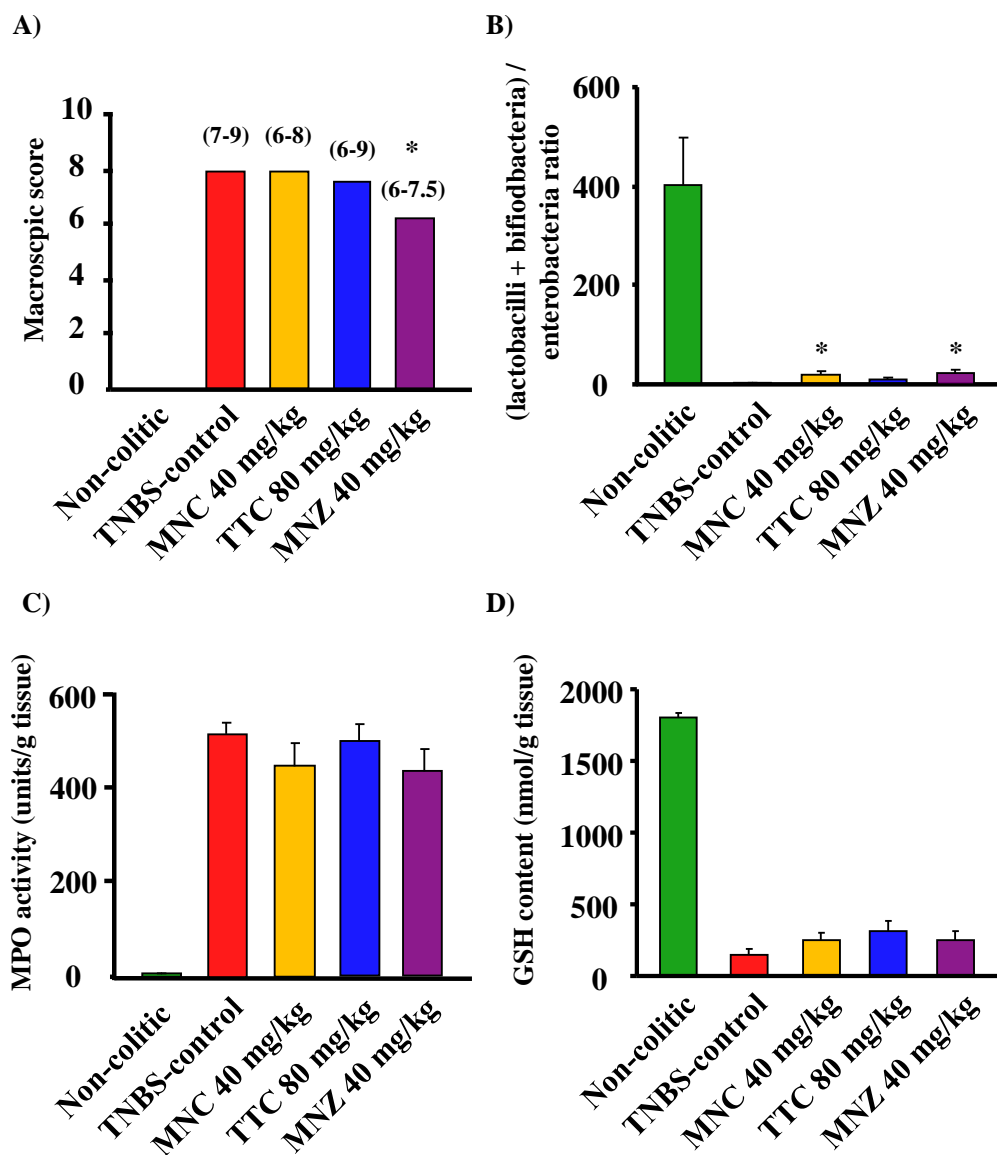 A)
Macroscpic score
10
8
6
4
2
0
(7-9)
(6-8)
(6-9)
*
(6-7.5)
Non-colitic
TNBS-control
MNC 40 mg/kg
TTC 80 mg/kg
MNZ 40 mg/kg
B)
(lactobacilli + bifiodbacteria) /
enterobacteria ratio
600
400
200
0
*
*
Non-colitic
TNBS-control
MNC 40 mg/kg
TTC 80 mg/kg
MNZ 40 mg/kg
C)
MPO activity (units/g tissue)
600
400
200
0
Non-colitic
TNBS-control
MNC 40 mg/kg
TTC 80 mg/kg
MNZ 40 mg/kg
D)
GSH content (nmol/g tissue)
2000
1500
1000
500
0
Non-colitic
TNBS-control
MNC 40 mg/kg
TTC 80 mg/kg
MNZ 40 mg/kg